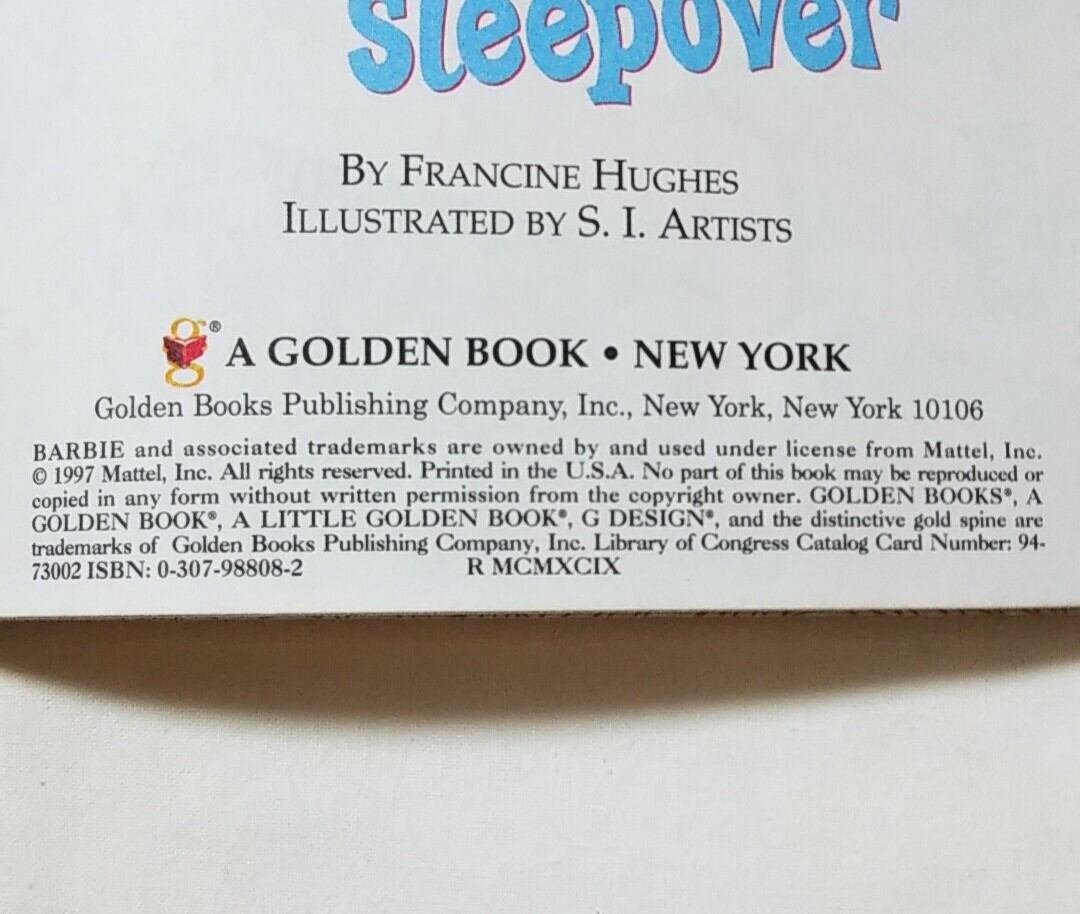 sleepover
BY FRANCINE HUGHES
ILLUSTRATED BY S. I. ARTISTS
g® A GOLDEN BOOK • NEW YORK
Golden Books Publishing Company, Inc., New York, New York 10106
BARBIE and associated trademarks are owned by and used under license from Mattel, Inc.
© 1997 Mattel, Inc. All rights reserved. Printed in the U.S.A. No part of this book may be reproduced or
copied in any form without written permission from the copyright owner. GOLDEN BOOKS®, A
GOLDEN BOOK®, A LITTLE GOLDEN BOOK®, G DESIGN®, and the distinctive gold spine are
trademarks of Golden Books Publishing Company, Inc. Library of Congress Catalog Card Number: 94-
73002 ISBN: 0-307-98808-2 R MCMXCIX